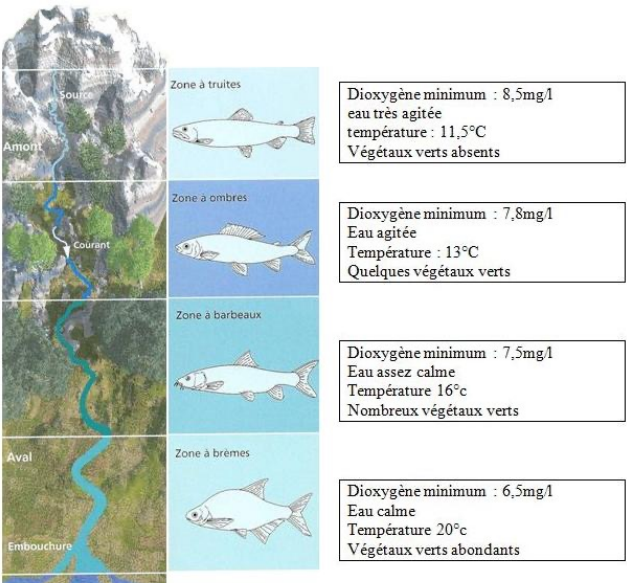 Source
Amont
Courant
Aval
Embouchure
Zone à truites
Dioxygène minimum : 8,5mg/l
eau très agitée
température : 11,5°C
Végétaux verts absents
Zone à ombres
Dioxygène minimum : 7,8mg/l
Eau agitée
Température : 13°C
Quelques végétaux verts
Zone à barbeaux
Dioxygène minimum : 7,5mg/l
Eau assez calme
Température 16°c
Nombreux végétaux verts
Zone à brèmes
Dioxygène minimum : 6,5mg/l
Eau calme
Température 20°c
Végétaux verts abondants